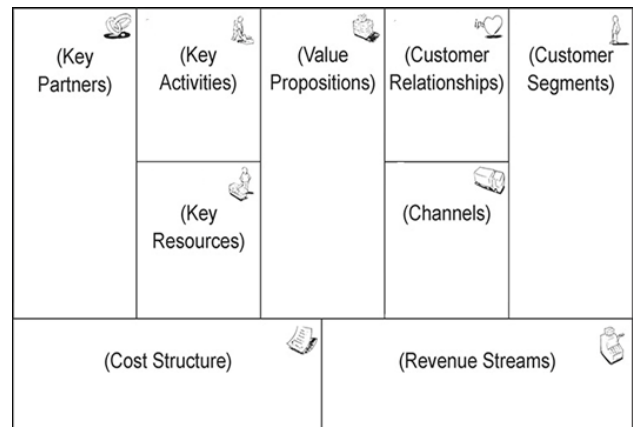 (Key
Partners)
(Key
Activities)
(Value
Propositions)
(Customer
Relationships)
(Customer
Segments)
(Key
Resources)
(Channels)
(Cost Structure)
(Revenue Streams)